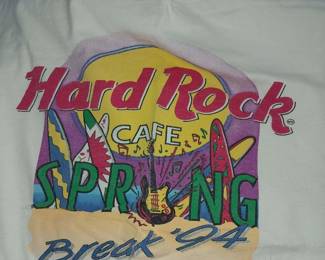 Hard Rock
CAFE
SPRING
Break '94